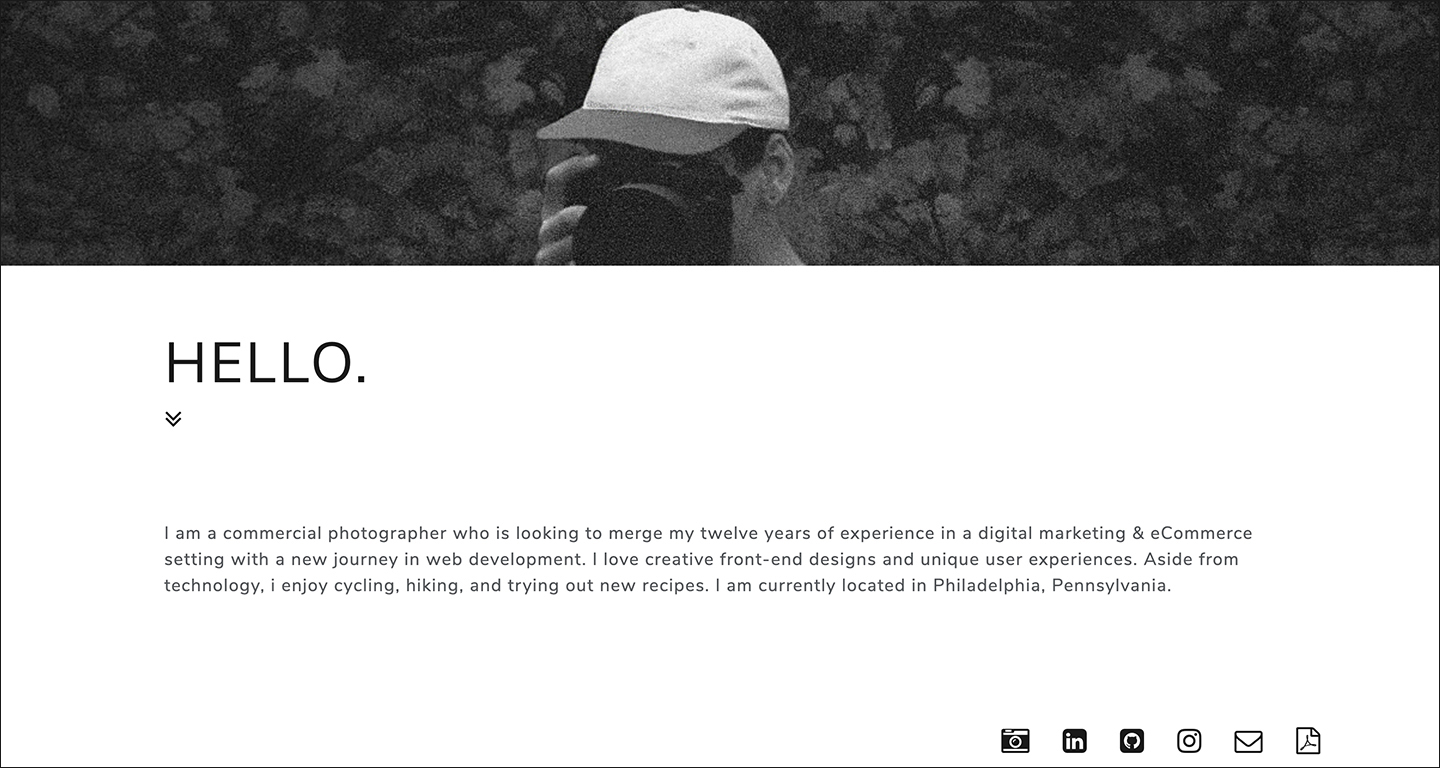 HELLO.
I am a commercial photographer who is looking to merge my twelve years of experience in a digital marketing & eCommerce
setting with a new journey in web development. I love creative front-end designs and unique user experiences. Aside from
technology, i enjoy cycling, hiking, and trying out new recipes. I am currently located in Philadelphia, Pennsylvania.
in